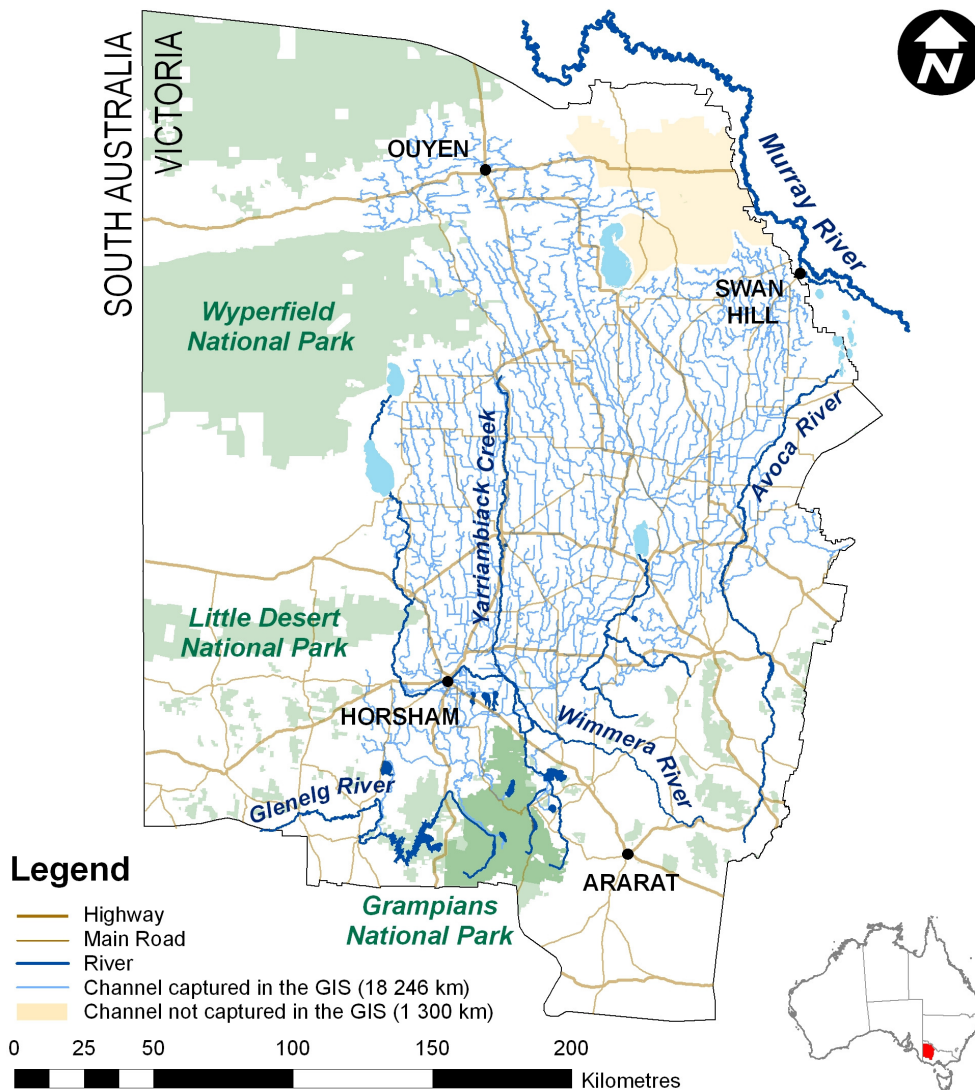 SOUTH AUSTRALIA
VICTORIA
N
OUYEN
Murray River
SWAN
HILL
Wyperfield
National Park
Yarriambiack Creek
Avoca River
Little Desert
National Park
HORSHAM
Wimmera
River
Glenelg River
ARARAT
Grampians
National Park
Legend
Highway
Main Road
River
Channel captured in the GIS (18 246 km)
Channel not captured in the GIS (1 300 km)
0 25 50 100 150 200
Kilometres